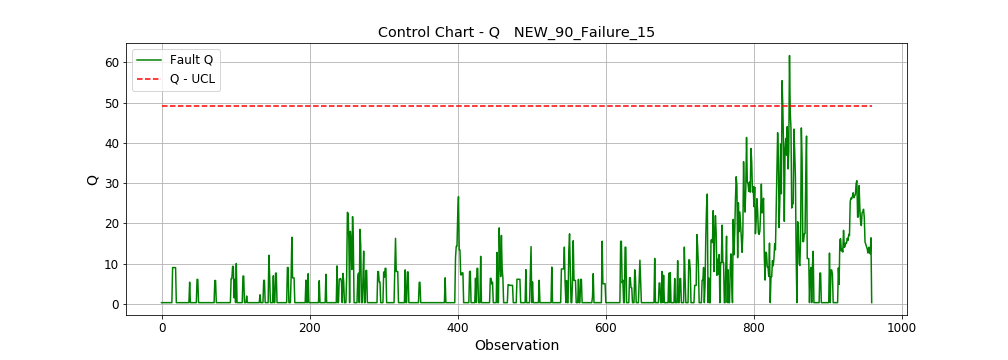 Control Chart - Q   NEW_90_Failure_15
Fault Q
Q - UCL
Q
60
50
40
30
20
10
0
0 200 400 600 800 1000
Observation